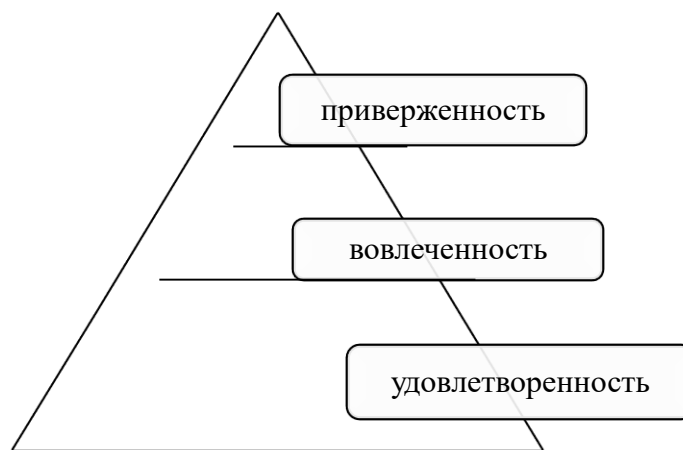 приверженность
вовлеченность
удовлетворенность